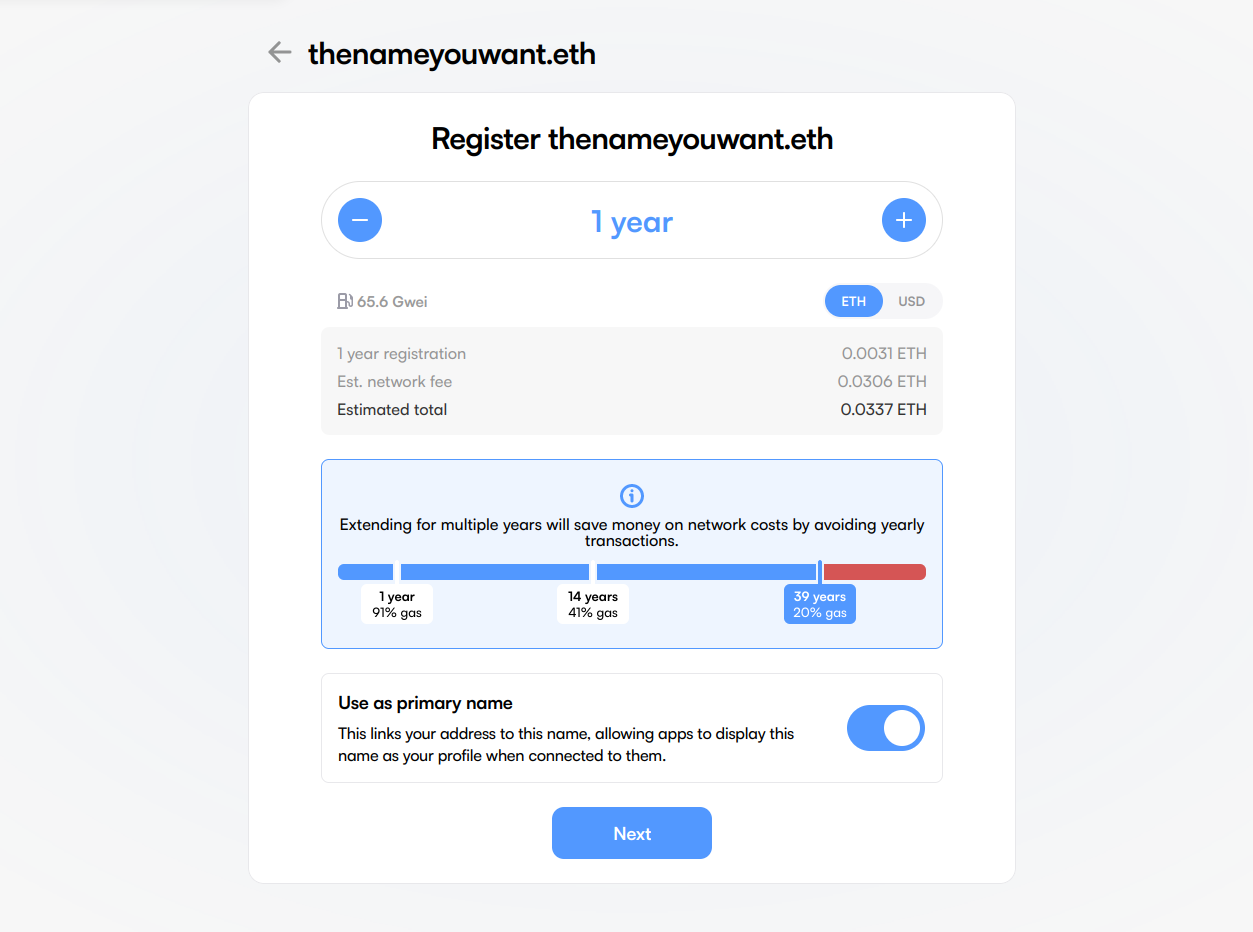 thenameyouwant.eth
Register thenameyouwant.eth
1 year
65.6 Gwei
ETH USD
1 year registration 0.0031 ETH
Est. network fee 0.0306 ETH
Estimated total 0.0337 ETH
Extending for multiple years will save money on network costs by avoiding yearly
transactions.
1 year 14 years 39 years
91% gas 41% gas 20% gas
Use as primary name
This links your address to this name, allowing apps to display this
name as your profile when connected to them.
Next